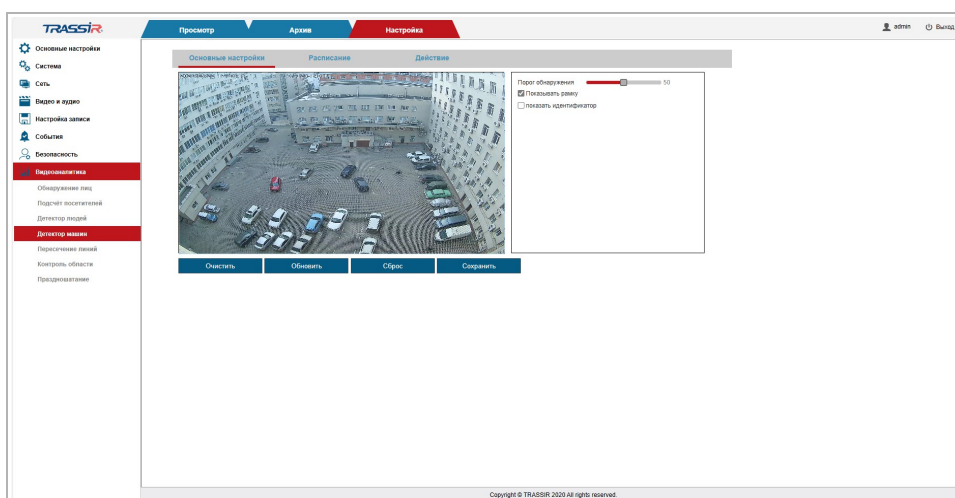 TRASSIR
Просмотр
Архив
Настройка
admin
Выход
Основные настройки
Система
Сеть
Видео и аудио
Настройка записи
События
Безопасность
Видеоаналитика
Обнаружение лиц
Подсчёт посетителей
Детектор людей
Детектор машин
Пересечение линий
Контроль области
Праздношатание
Основные настройки
Расписание
Действие
Порог обнаружения
50
Показывать рамку
показать идентификатор
Очистить
Обновить
Сброс
Сохранить
Copyright © TRASSIR 2020 All rights reserved.